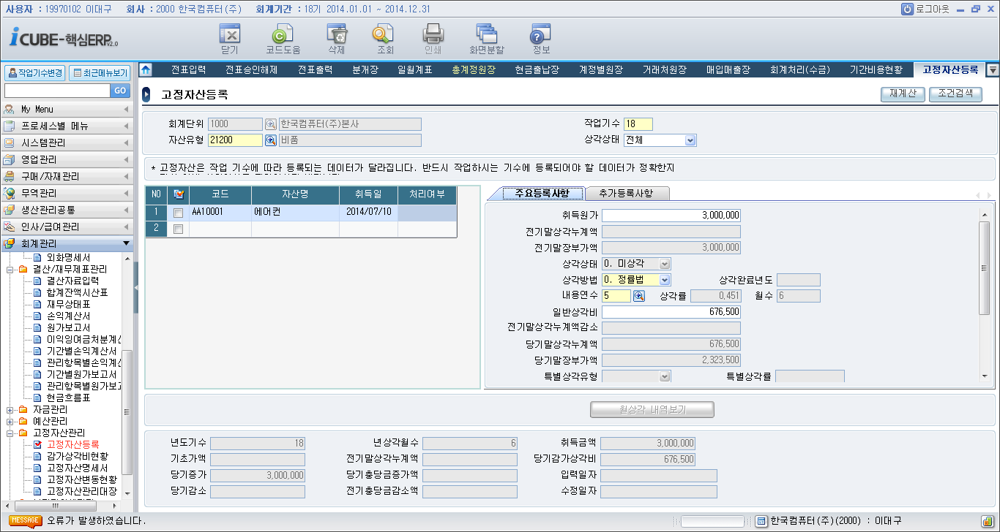 사용자 : 19970102 이대구 회사 : 2000 한국컴퓨터(주) 회계기간 : 18기 2014.01.01 ~ 2014.12.31 로그아웃
iCUBE-핵심ERP v2.0
닫기 코드도움 삭제 조회 인쇄 화면분할 정보
작업기수변경 최근메뉴보기
전표입력 전표승인해제 전표출력 분개장 일월계표 총계정원장 현금출납장 계정별원장 거래처원장 매입매출장 회계처리(수금) 기간비용현황 고정자산등록
GO
My Menu
프로세스별 메뉴
시스템관리
영업관리
구매/자재관리
무역관리
생산관리공통
인사/급여관리
회계관리
외화명세서
결산/재무제표관리
결산자료입력
합계잔액시산표
재무상태표
손익계산서
원가보고서
이익잉여금처분계산
기간별손익계산서
관리항목별손익계산
기간별원가보고서
관리항목별원가보고
현금흐름표
자금관리
예산관리
고정자산관리
고정자산등록
감가상각비현황
고정자산명세서
고정자산변동현황
고정자산관리대장
고정자산등록 재계산 조건검색
회계단위 1000 한국컴퓨터(주)본사 작업기수 18
자산유형 21200 비품 상각상태 전체
* 고정자산은 작업 기수에 따라 등록되는 데이터가 달라집니다. 반드시 작업하시는 기수에 등록되어야 할 데이터가 정확한지
NO 코드 자산명 취득일 처리여부
1 AA10001 에어컨 2014/07/10
2
주요등록사항 추가등록사항
취득원가 3,000,000
전기말상각누계액
전기말장부가액 3,000,000
상각상태 0. 미상각
상각방법 0. 정률법 상각완료년도
내용연수 5 상각률 0.451 월수 6
일반상각비 676,500
전기말상각누계액감소
당기말상각누계액 676,500
당기말장부가액 2,323,500
특별상각유형 특별상각률
월상각 내역보기
년도기수 18 년상각월수 6 취득금액 3,000,000
기초가액 전기말상각누계액 당기감가상각비 676,500
당기증가 3,000,000 당기충당금증가액 입력일자
당기감소 전기충당금감소액 수정일자
MESSAGE 오류가 발생하였습니다. 한국컴퓨터(주)(2000) : 이대구